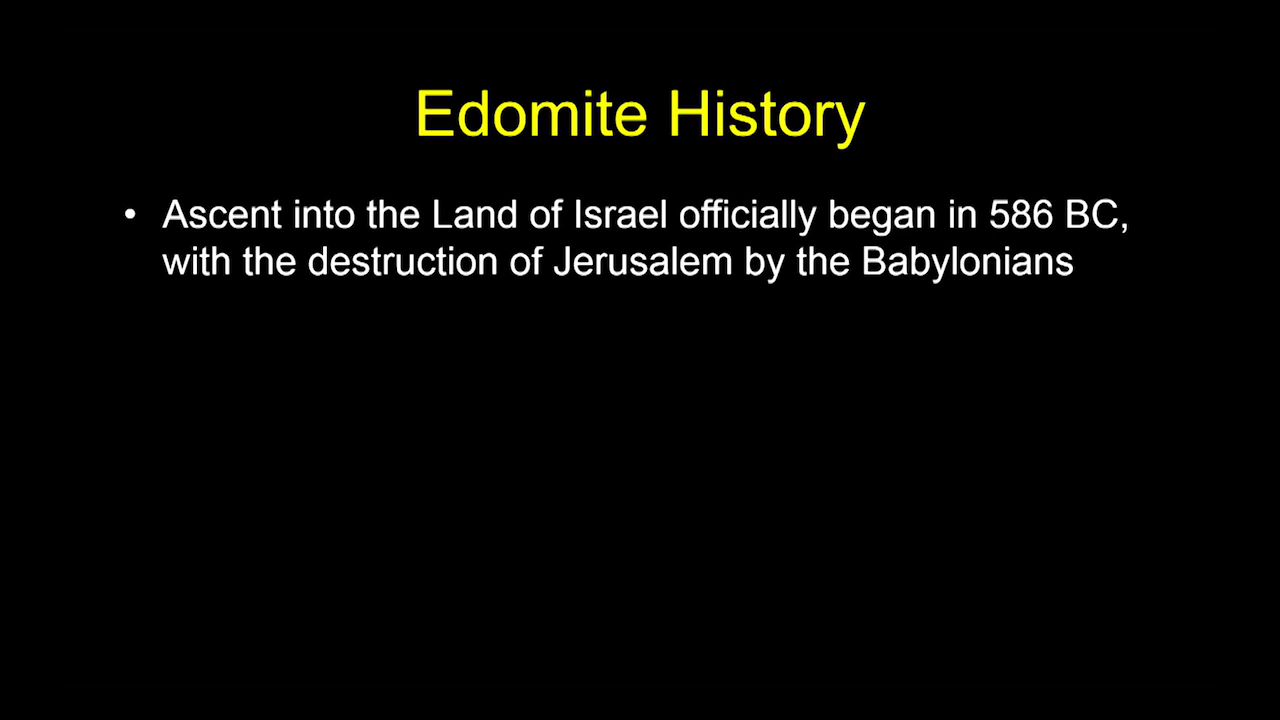 Edomite History
• Ascent into the Land of Israel officially began in 586 BC,
with the destruction of Jerusalem by the Babylonians